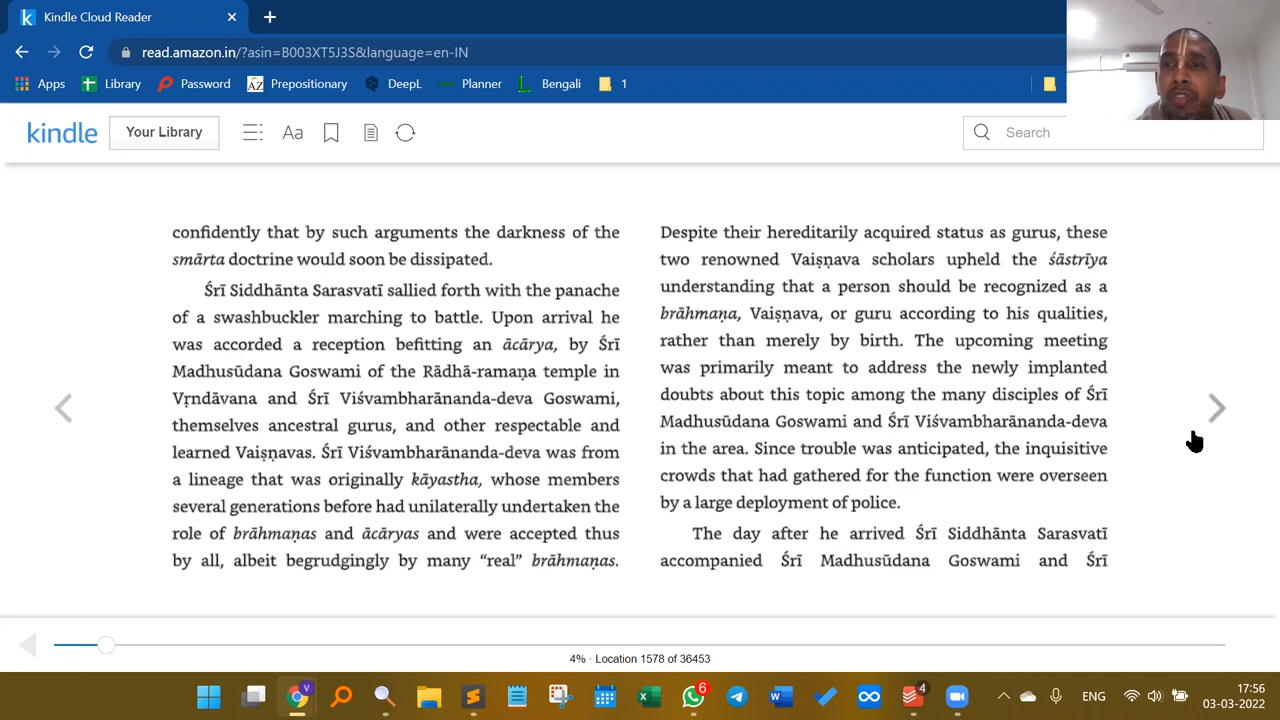 Kindle Cloud Reader
read.amazon.in/?asin=B003XT5J3S&language=en-IN
Apps Library Password AZ Prepositionary DeepL Planner Bengali 1
kindle Your Library Aa Search
confidently that by such arguments the darkness of the
smārta doctrine would soon be dissipated.
Śrī Siddhānta Sarasvatī sallied forth with the panache
of a swashbuckler marching to battle. Upon arrival he
was accorded a reception befitting an ācārya, by Śrī
Madhusūdana Goswami of the Rādhā-ramaṇa temple in
Vṛndāvana and Śrī Viśvambharānanda-deva Goswami,
themselves ancestral gurus, and other respectable and
learned Vaiṣṇavas. Śrī Viśvambharānanda-deva was from
a lineage that was originally kāyastha, whose members
several generations before had unilaterally undertaken the
role of brāhmaṇas and ācāryas and were accepted thus
by all, albeit begrudgingly by many “real” brāhmaṇas.
Despite their hereditarily acquired status as gurus, these
two renowned Vaiṣṇava scholars upheld the śāstrīya
understanding that a person should be recognized as a
brāhmaṇa, Vaiṣṇava, or guru according to his qualities,
rather than merely by birth. The upcoming meeting
was primarily meant to address the newly implanted
doubts about this topic among the many disciples of Śrī
Madhusūdana Goswami and Śrī Viśvambharānanda-deva
in the area. Since trouble was anticipated, the inquisitive
crowds that had gathered for the function were overseen
by a large deployment of police.
The day after he arrived Śrī Siddhānta Sarasvatī
accompanied Śrī Madhusūdana Goswami and Śrī
4% · Location 1578 of 36453
V 6 4 ENG 17:56
03-03-2022